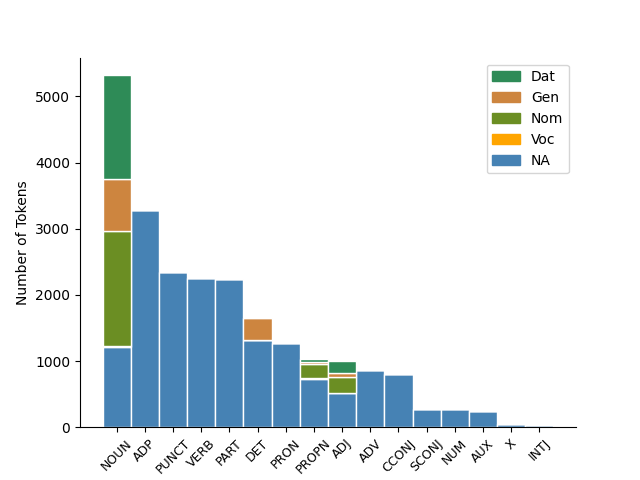 Dat
Gen
Nom
Voc
NA
Number of Tokens
5000
4000
3000
2000
1000
0
NOUN
ADP
PUNCT
VERB
PART
DET
PRON
PROPN
ADJ
ADV
CCONJ
SCONJ
NUM
AUX
X
INTJ